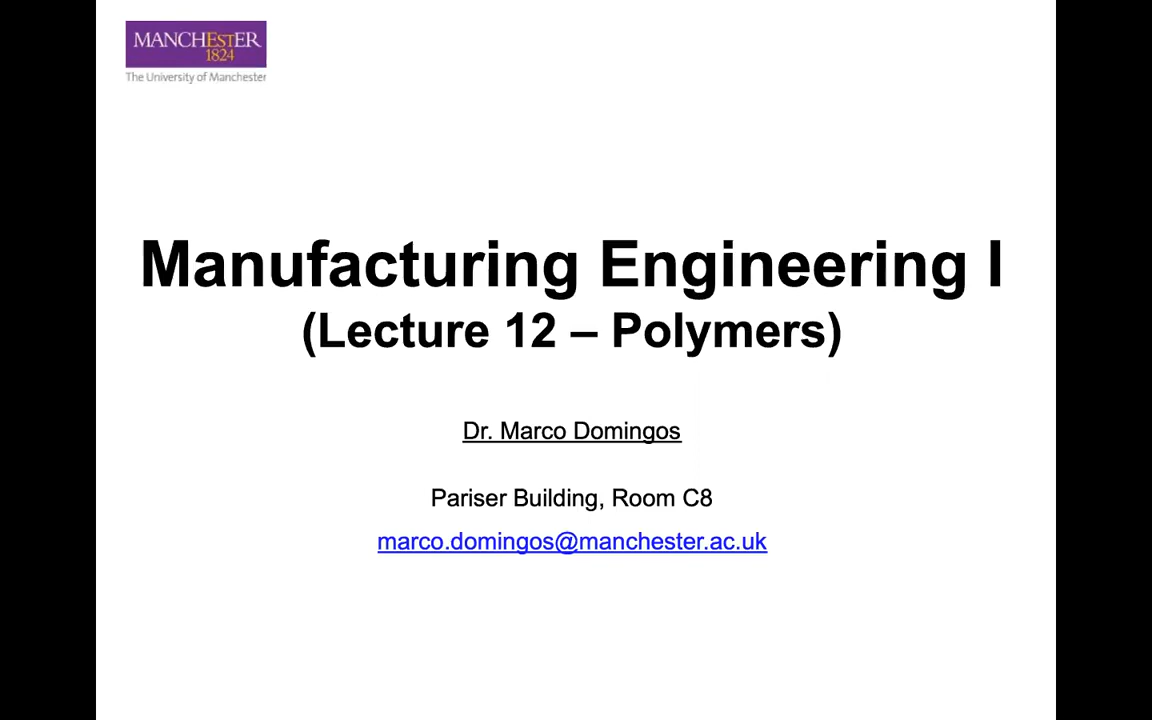 MANCHESTER
1824
The University of Manchester
Manufacturing Engineering I
(Lecture 12 – Polymers)
Dr. Marco Domingos
Pariser Building, Room C8
marco.domingos@manchester.ac.uk